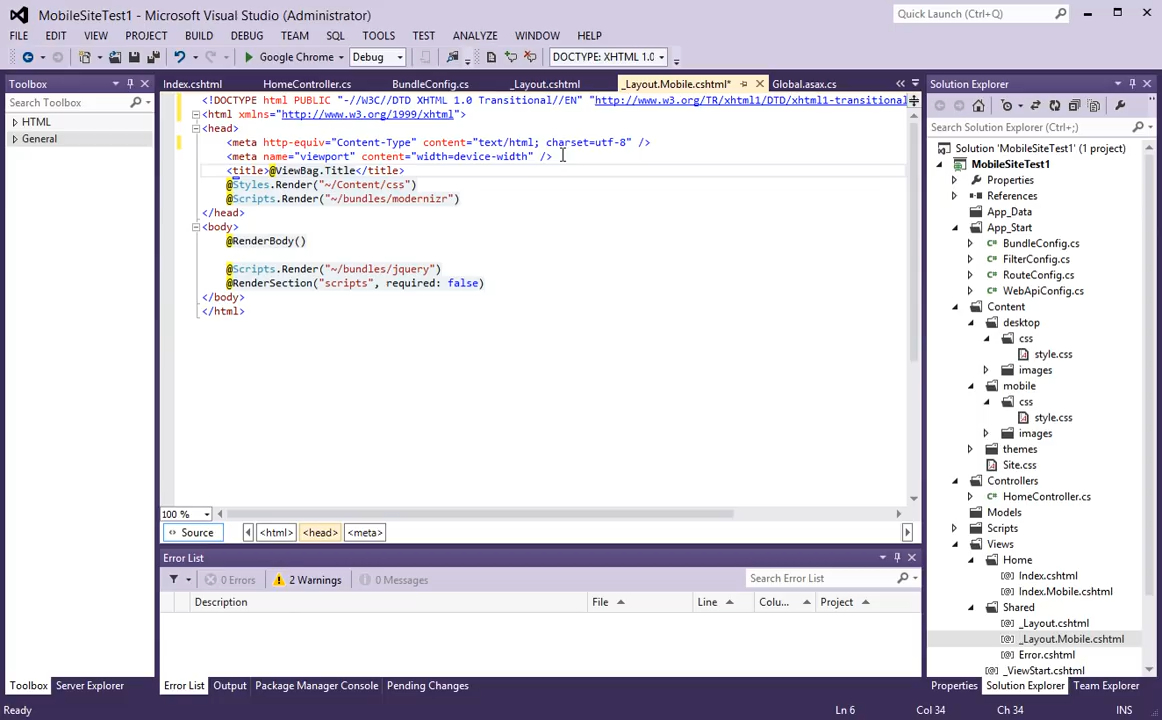 MobileSiteTest1 - Microsoft Visual Studio (Administrator)
Quick Launch (Ctrl+Q)
FILE EDIT VIEW PROJECT BUILD DEBUG TEAM SQL TOOLS TEST ANALYZE WINDOW HELP
Google Chrome Debug DOCTYPE: XHTML 1.0
Toolbox
Search Toolbox
HTML
General
Index.cshtml HomeController.cs BundleConfig.cs _Layout.cshtml _Layout.Mobile.cshtml* Global.asax.cs
<!DOCTYPE html PUBLIC "-//W3C//DTD XHTML 1.0 Transitional//EN" "http://www.w3.org/TR/xhtml1/DTD/xhtml1-transitional
<html xmlns="http://www.w3.org/1999/xhtml">
<head>
<meta http-equiv="Content-Type" content="text/html; charset=utf-8" />
<meta name="viewport" content="width=device-width" />
<title>@ViewBag.Title</title>
@Styles.Render("~/Content/css")
@Scripts.Render("~/bundles/modernizr")
</head>
<body>
@RenderBody()
@Scripts.Render("~/bundles/jquery")
@RenderSection("scripts", required: false)
</body>
</html>
100 %
Source <html> <head> <meta>
Error List
0 Errors 2 Warnings 0 Messages Search Error List
Description File Line Colu... Project
Toolbox Server Explorer Error List Output Package Manager Console Pending Changes
Solution Explorer
Search Solution Explorer (Ctrl+;)
Solution 'MobileSiteTest1' (1 project)
MobileSiteTest1
Properties
References
App_Data
App_Start
BundleConfig.cs
FilterConfig.cs
RouteConfig.cs
WebApiConfig.cs
Content
desktop
css
style.css
images
mobile
css
style.css
images
themes
Site.css
Controllers
HomeController.cs
Models
Scripts
Views
Home
Index.cshtml
Index.Mobile.cshtml
Shared
_Layout.cshtml
_Layout.Mobile.cshtml
Error.cshtml
_ViewStart.cshtml
Properties Solution Explorer Team Explorer
Ready Ln 6 Col 34 Ch 34 INS